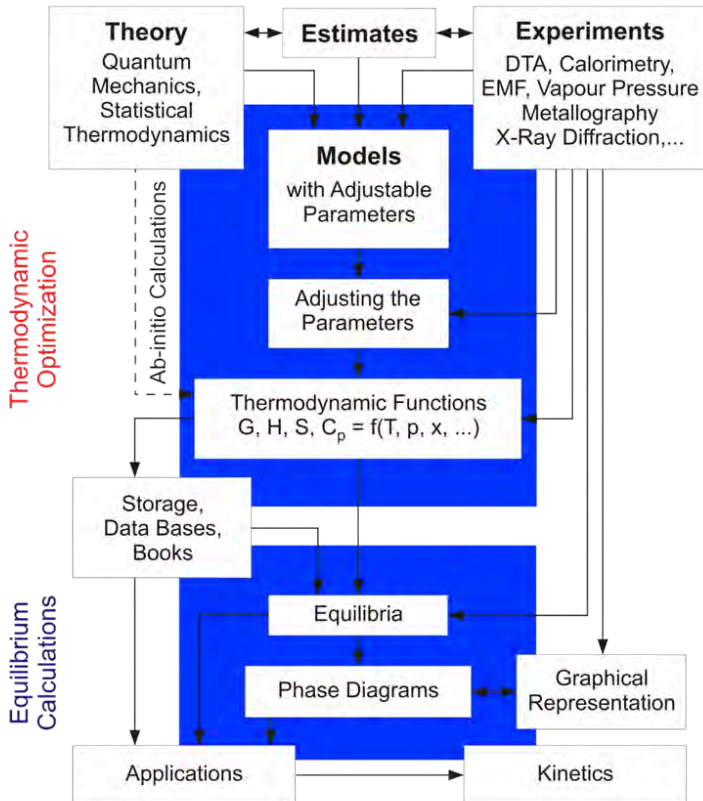 Theory
Quantum
Mechanics,
Statistical
Thermodynamics
Estimates
Experiments
DTA, Calorimetry,
EMF, Vapour Pressure
Metallography
X-Ray Diffraction,...
Models
with Adjustable
Parameters
Adjusting the
Parameters
Ab-initio Calculations
Thermodynamic
Optimization
Thermodynamic Functions
G, H, S, Cp = f(T, p, x, ...)
Storage,
Data Bases,
Books
Equilibrium
Calculations
Equilibria
Phase Diagrams
Graphical
Representation
Applications
Kinetics